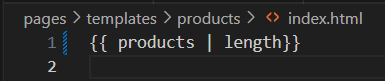 pages > templates > products > <> index.html
1 {{ products | length}}
2